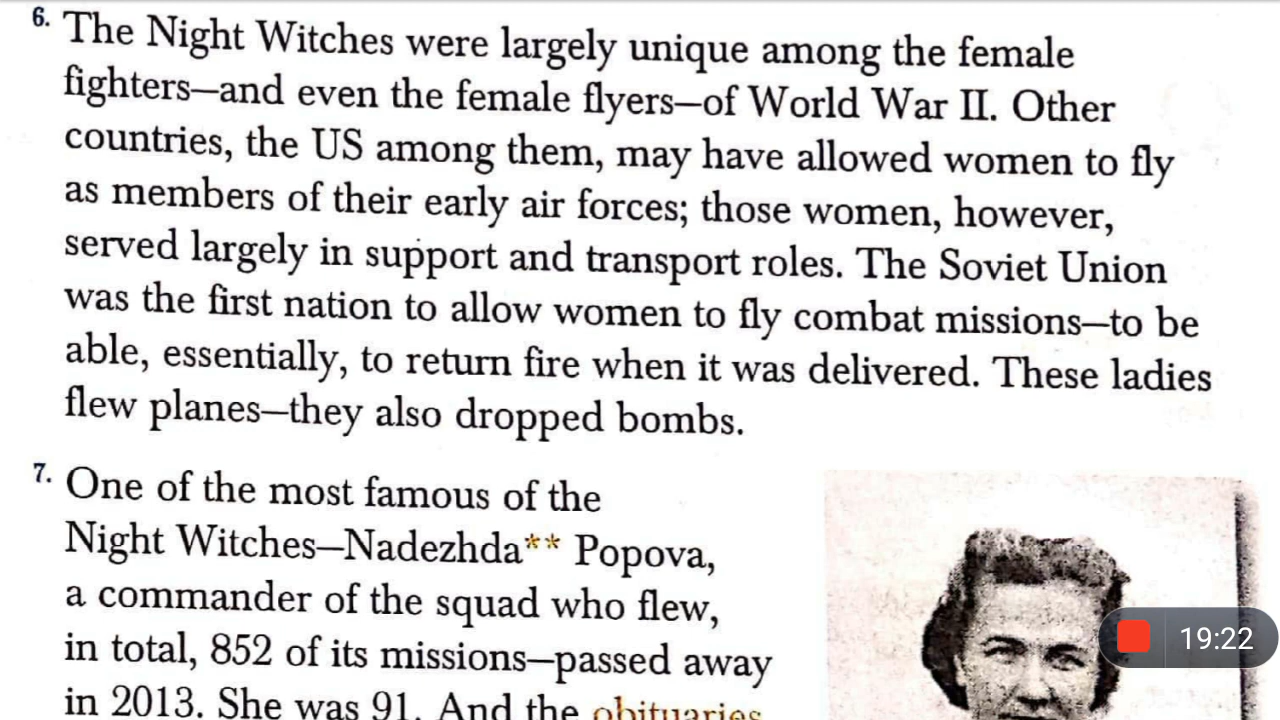 6. The Night Witches were largely unique among the female
fighters—and even the female flyers—of World War II. Other
countries, the US among them, may have allowed women to fly
as members of their early air forces; those women, however,
served largely in support and transport roles. The Soviet Union
was the first nation to allow women to fly combat missions—to be
able, essentially, to return fire when it was delivered. These ladies
flew planes—they also dropped bombs.
7. One of the most famous of the
Night Witches—Nadezhda** Popova,
a commander of the squad who flew,
in total, 852 of its missions—passed away
in 2013. She was 91. And the obituaries
19:22